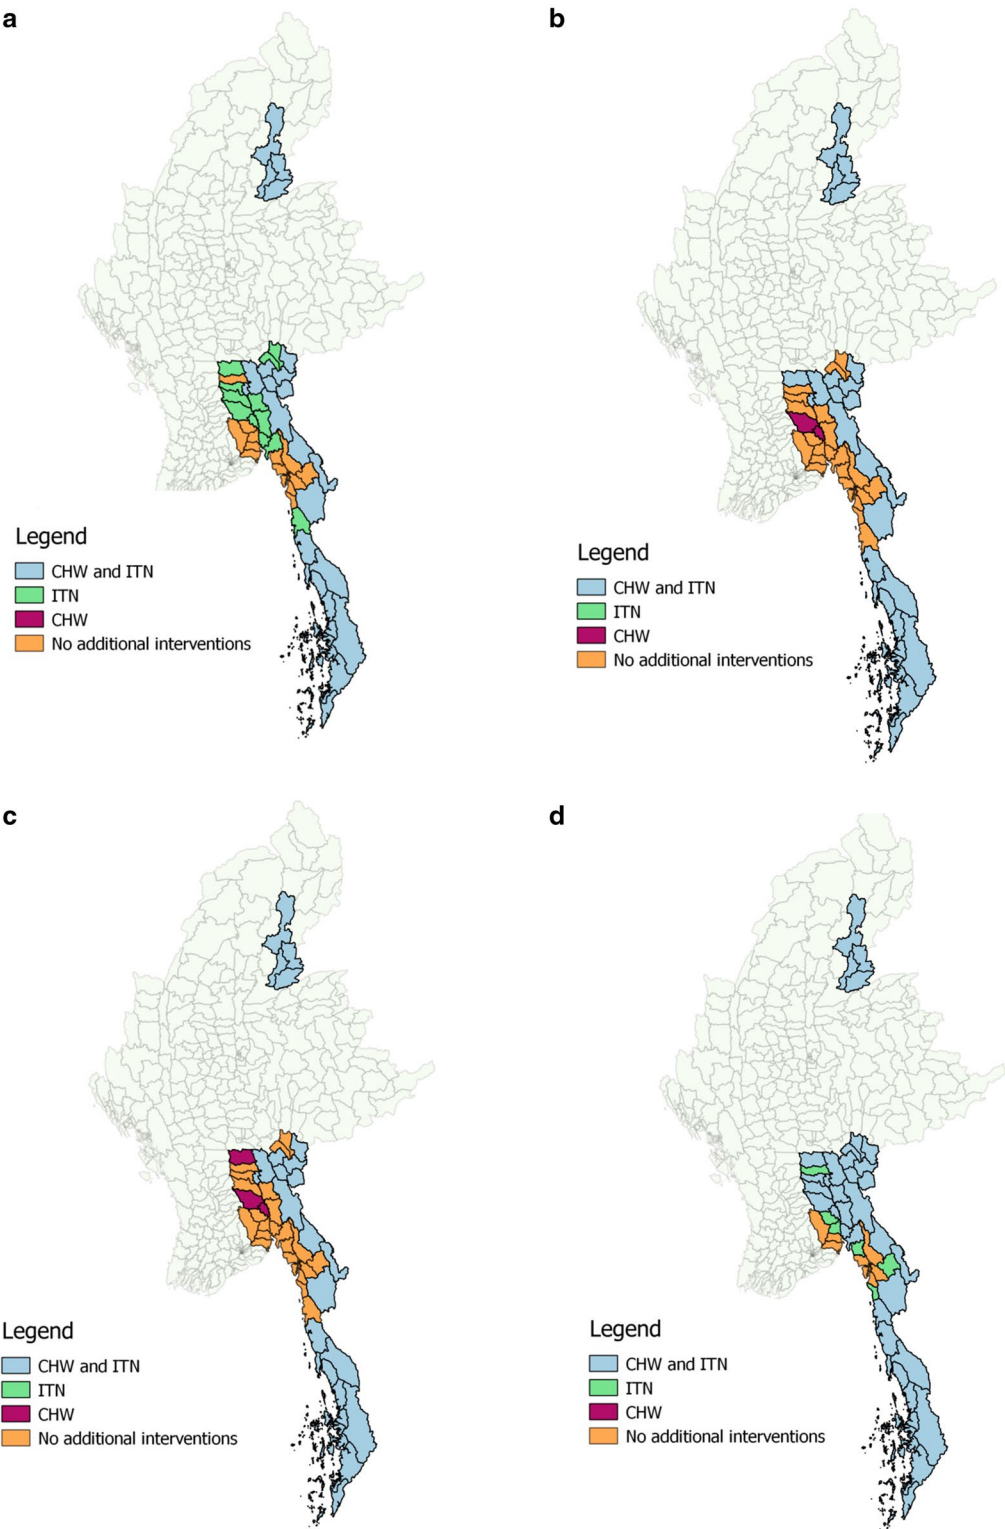 a
b
Legend
CHW and ITN
ITN
CHW
No additional interventions
Legend
CHW and ITN
ITN
CHW
No additional interventions
c
d
Legend
CHW and ITN
ITN
CHW
No additional interventions
Legend
CHW and ITN
ITN
CHW
No additional interventions